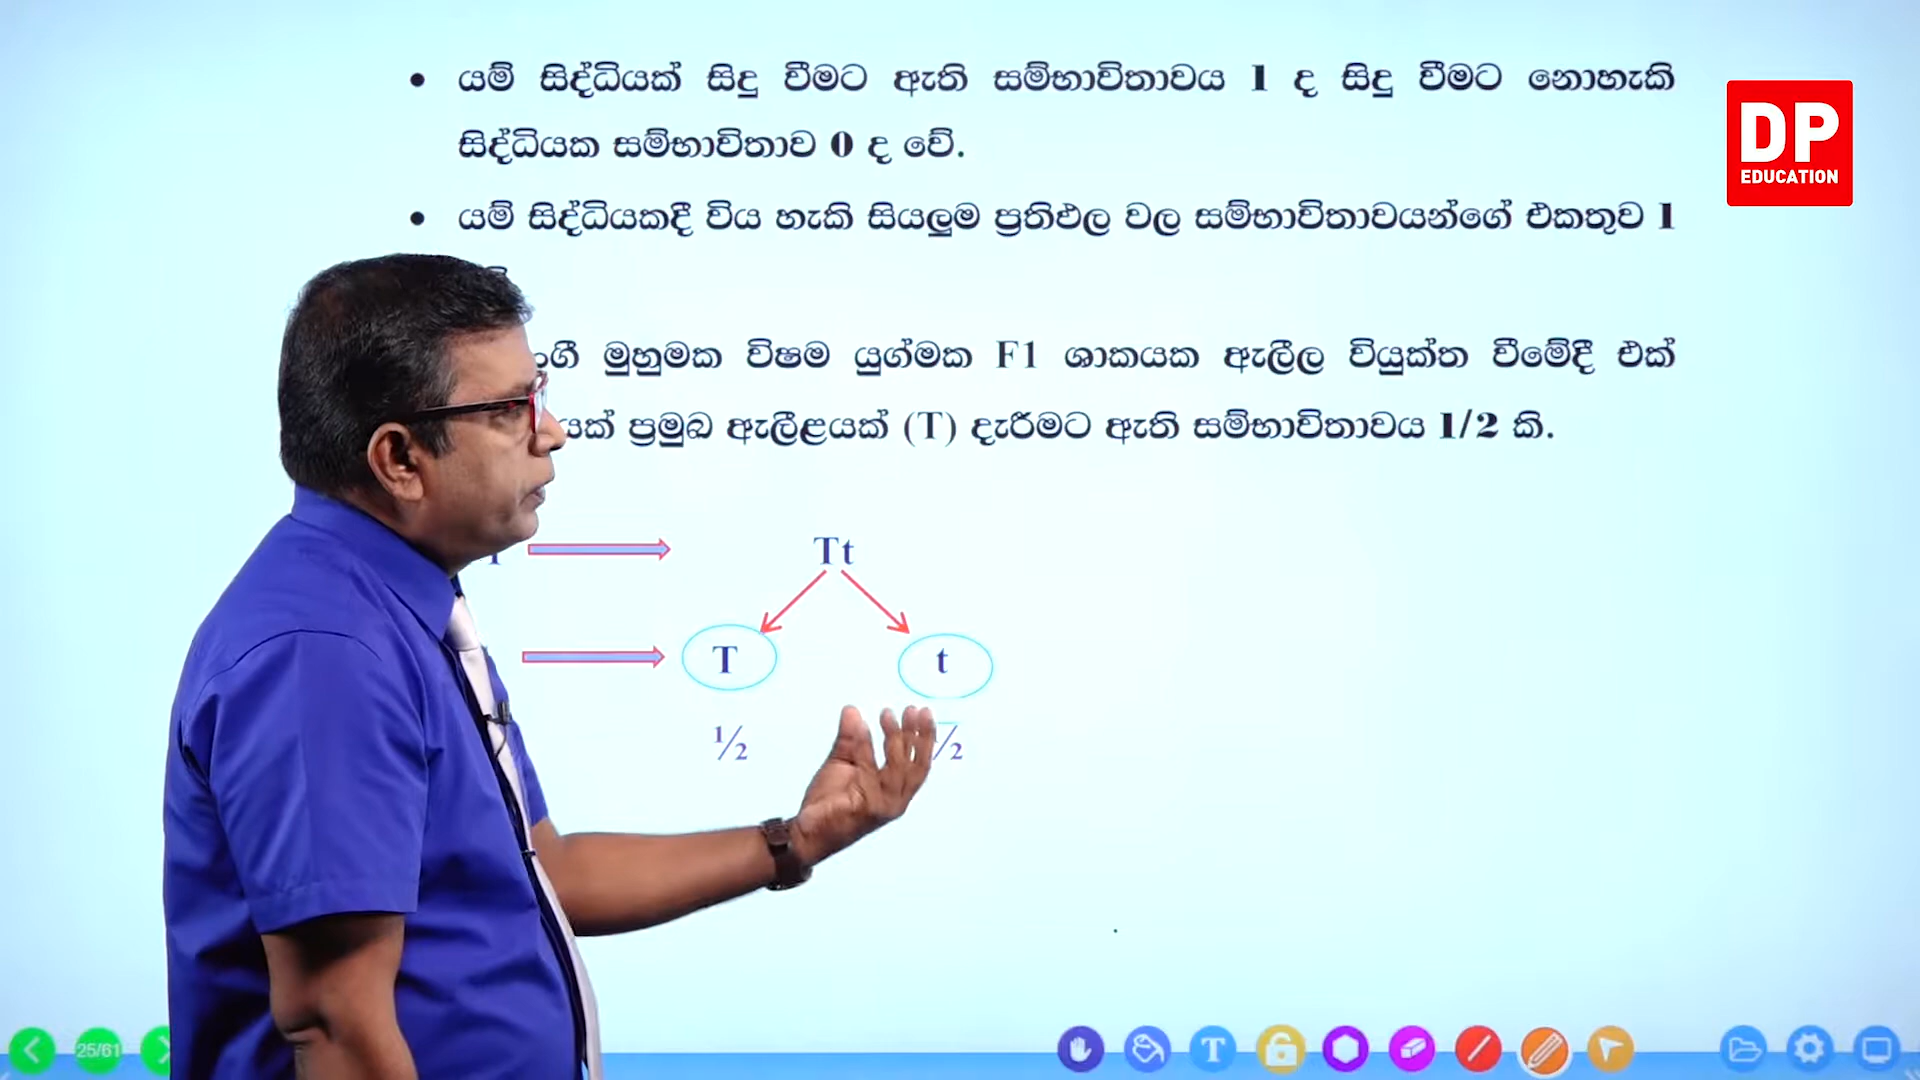 • යම් සිද්ධියක් සිදු වීමට ඇති සම්භාවිතාවය 1 ද සිදු වීමට නොහැකි
සිද්ධියක සම්භාවිතාව 0 ද වේ.
• යම් සිද්ධියකදී විය හැකි සියලුම ප්‍රතිඵල වල සම්භාවිතාවයන්ගේ එකතුව 1
මුහුමක විෂම යුග්මක F1 ශාකයක ඇලීල වියුක්ත වීමේදී එක්
ප්‍රමුඛ ඇලීළයක් (T) දැරීමට ඇති සම්භාවිතාවය 1/2 කි.
Tt
T t
½ ½
DP
EDUCATION
25/61
T